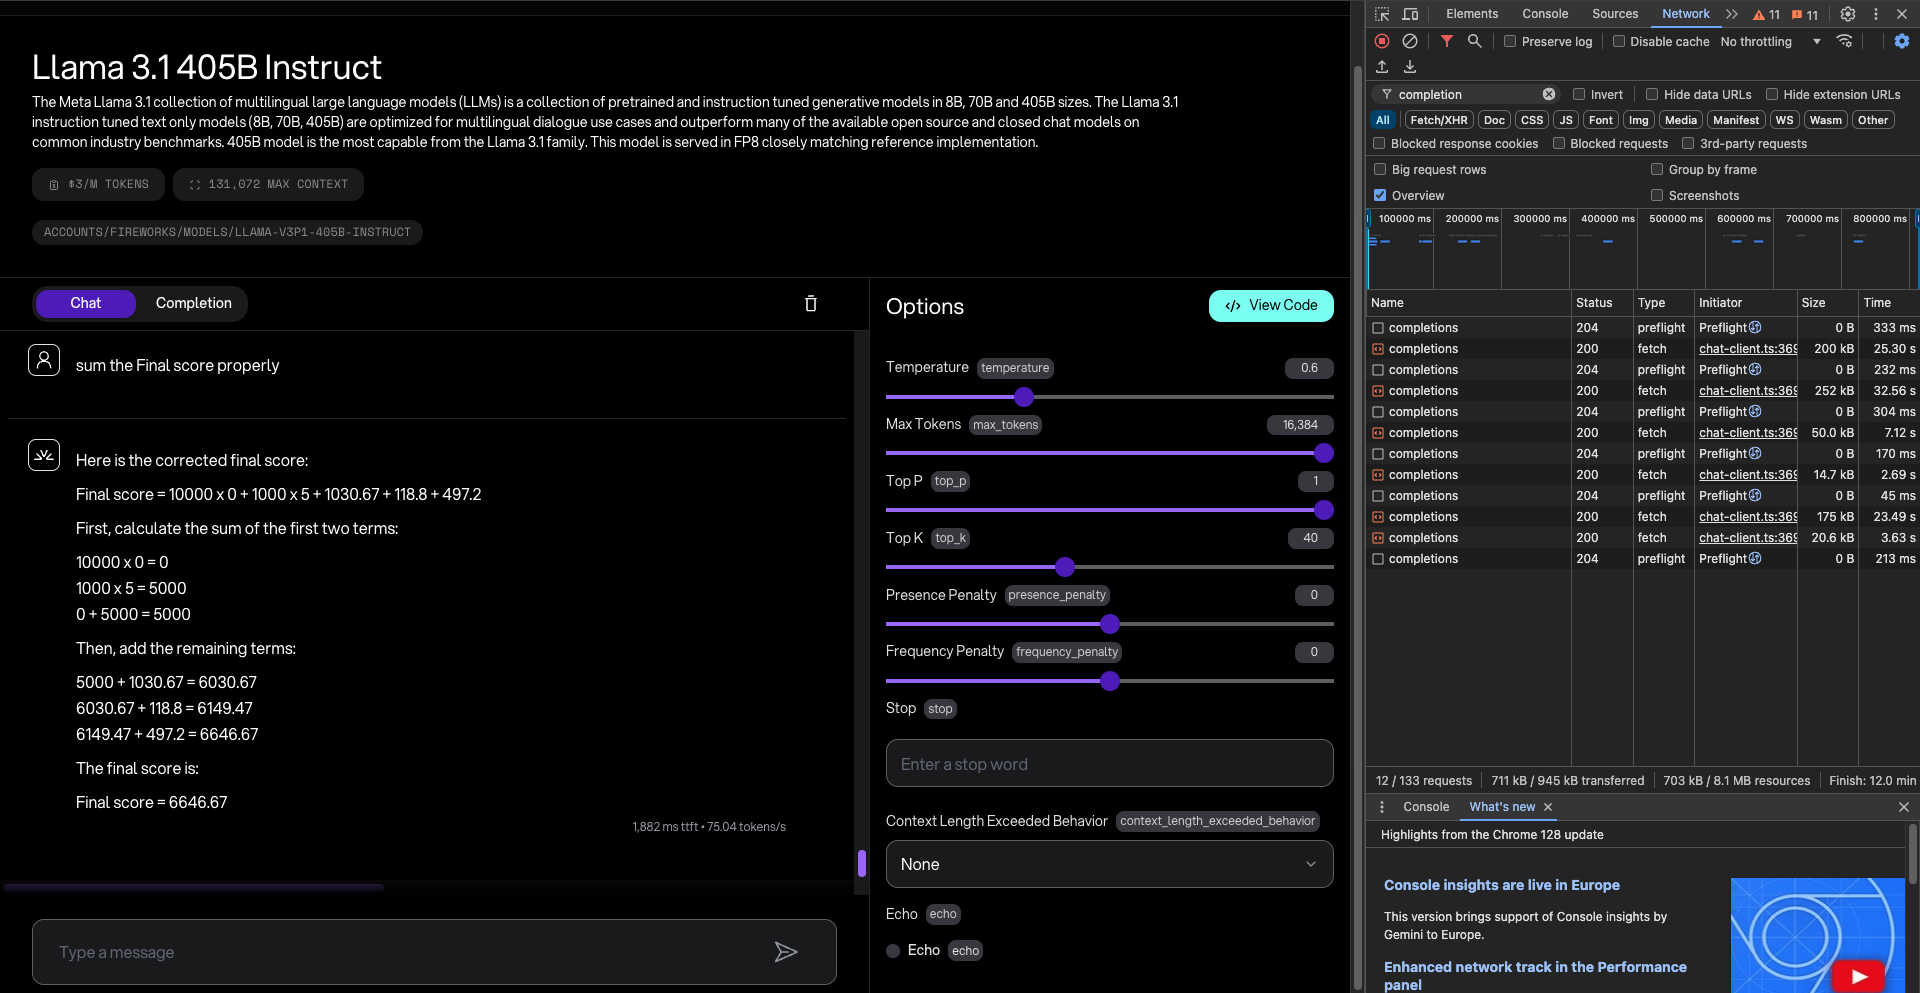 Llama 3.1 405B Instruct
The Meta Llama 3.1 collection of multilingual large language models (LLMs) is a collection of pretrained and instruction tuned generative models in 8B, 70B and 405B sizes. The Llama 3.1
instruction tuned text only models (8B, 70B, 405B) are optimized for multilingual dialogue use cases and outperform many of the available open source and closed chat models on
common industry benchmarks. 405B model is the most capable from the Llama 3.1 family. This model is served in FP8 closely matching reference implementation.
$3/M TOKENS 131,072 MAX CONTEXT
ACCOUNTS/FIREWORKS/MODELS/LLAMA-V3P1-405B-INSTRUCT
Chat Completion
sum the Final score properly
Here is the corrected final score:
Final score = 10000 x 0 + 1000 x 5 + 1030.67 + 118.8 + 497.2
First, calculate the sum of the first two terms:
10000 x 0 = 0
1000 x 5 = 5000
0 + 5000 = 5000
Then, add the remaining terms:
5000 + 1030.67 = 6030.67
6030.67 + 118.8 = 6149.47
6149.47 + 497.2 = 6646.67
The final score is:
Final score = 6646.67
1,882 ms ttft • 75.04 tokens/s
Type a message
Options
</> View Code
Temperature temperature 0.6
Max Tokens max_tokens 16,384
Top P top_p 1
Top K top_k 40
Presence Penalty presence_penalty 0
Frequency Penalty frequency_penalty 0
Stop stop
Enter a stop word
Context Length Exceeded Behavior context_length_exceeded_behavior
None
Echo echo
Echo echo
Elements Console Sources Network 11 11
Preserve log Disable cache No throttling
completion Invert Hide data URLs Hide extension URLs
All Fetch/XHR Doc CSS JS Font Img Media Manifest WS Wasm Other
Blocked response cookies Blocked requests 3rd-party requests
Big request rows Group by frame
Overview Screenshots
100000 ms 200000 ms 300000 ms 400000 ms 500000 ms 600000 ms 700000 ms 800000 ms
Name Status Type Initiator Size Time
completions 204 preflight Preflight 0 B 333 ms
completions 200 fetch chat-client.ts:369 200 kB 25.30 s
completions 204 preflight Preflight 0 B 232 ms
completions 200 fetch chat-client.ts:369 252 kB 32.56 s
completions 204 preflight Preflight 0 B 304 ms
completions 200 fetch chat-client.ts:369 50.0 kB 7.12 s
completions 204 preflight Preflight 0 B 170 ms
completions 200 fetch chat-client.ts:369 14.7 kB 2.69 s
completions 204 preflight Preflight 0 B 45 ms
completions 200 fetch chat-client.ts:369 175 kB 23.49 s
completions 200 fetch chat-client.ts:369 20.6 kB 3.63 s
completions 204 preflight Preflight 0 B 213 ms
12 / 133 requests 711 kB / 945 kB transferred 703 kB / 8.1 MB resources Finish: 12.0 min
Console What's new
Highlights from the Chrome 128 update
Console insights are live in Europe
This version brings support of Console insights by
Gemini to Europe.
Enhanced network track in the Performance
panel